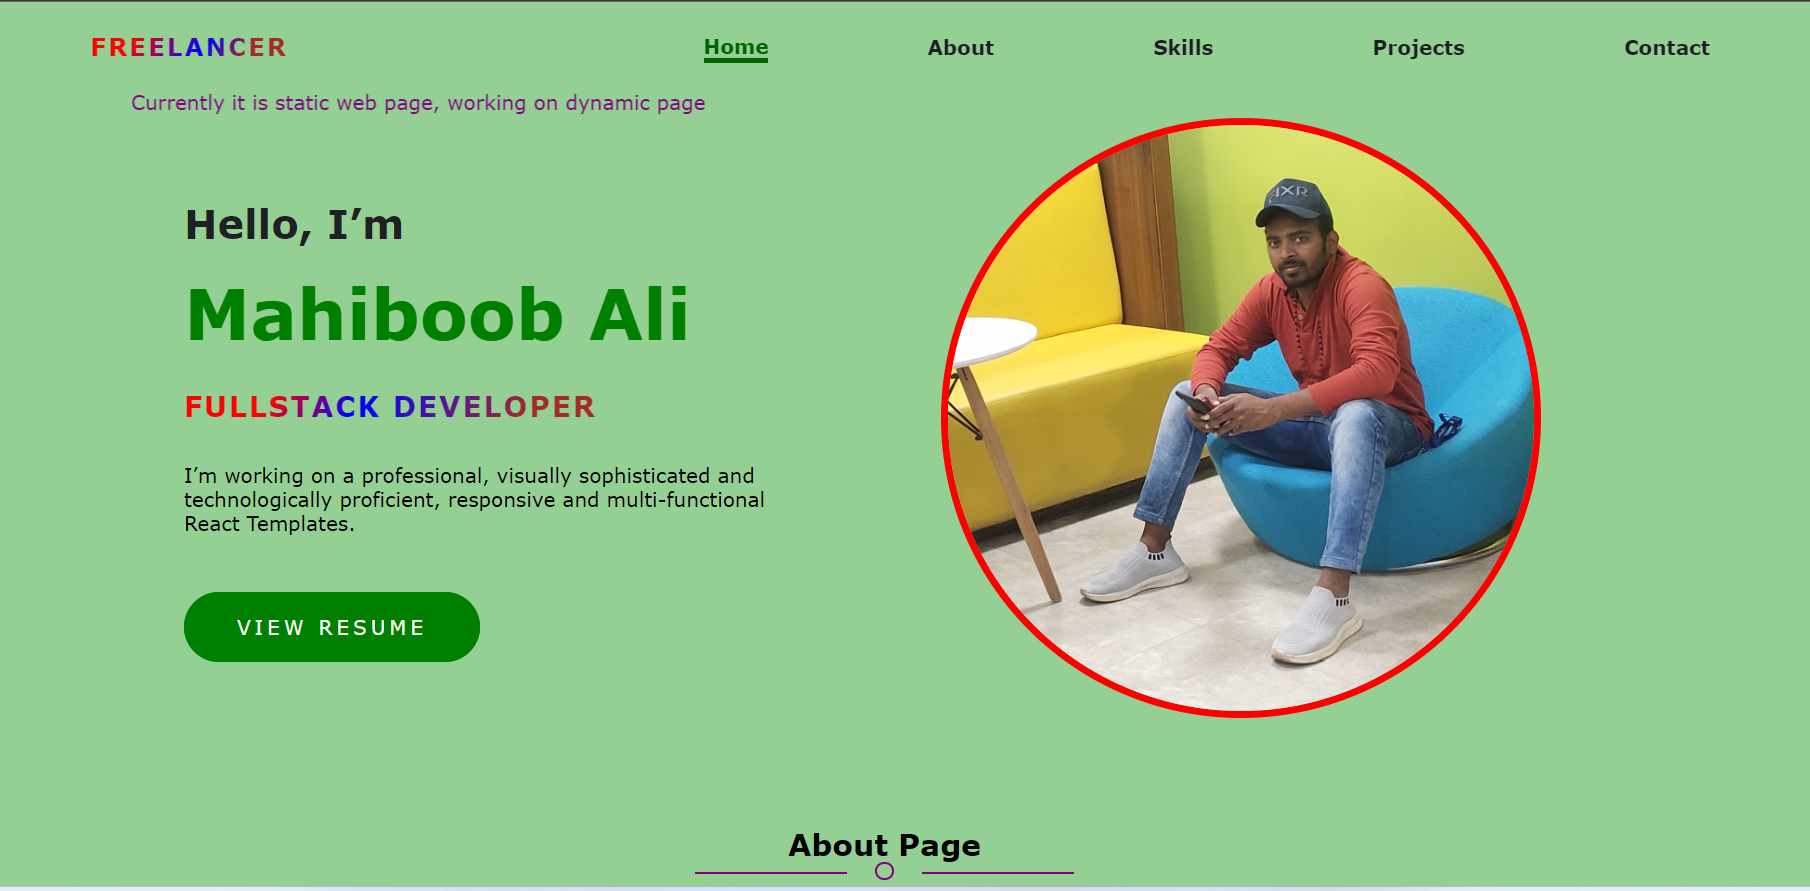 FREELANCER
Home
About
Skills
Projects
Contact
Currently it is static web page, working on dynamic page
Hello, I’m
Mahiboob Ali
FULLSTACK DEVELOPER
I’m working on a professional, visually sophisticated and
technologically proficient, responsive and multi-functional
React Templates.
VIEW RESUME
About Page